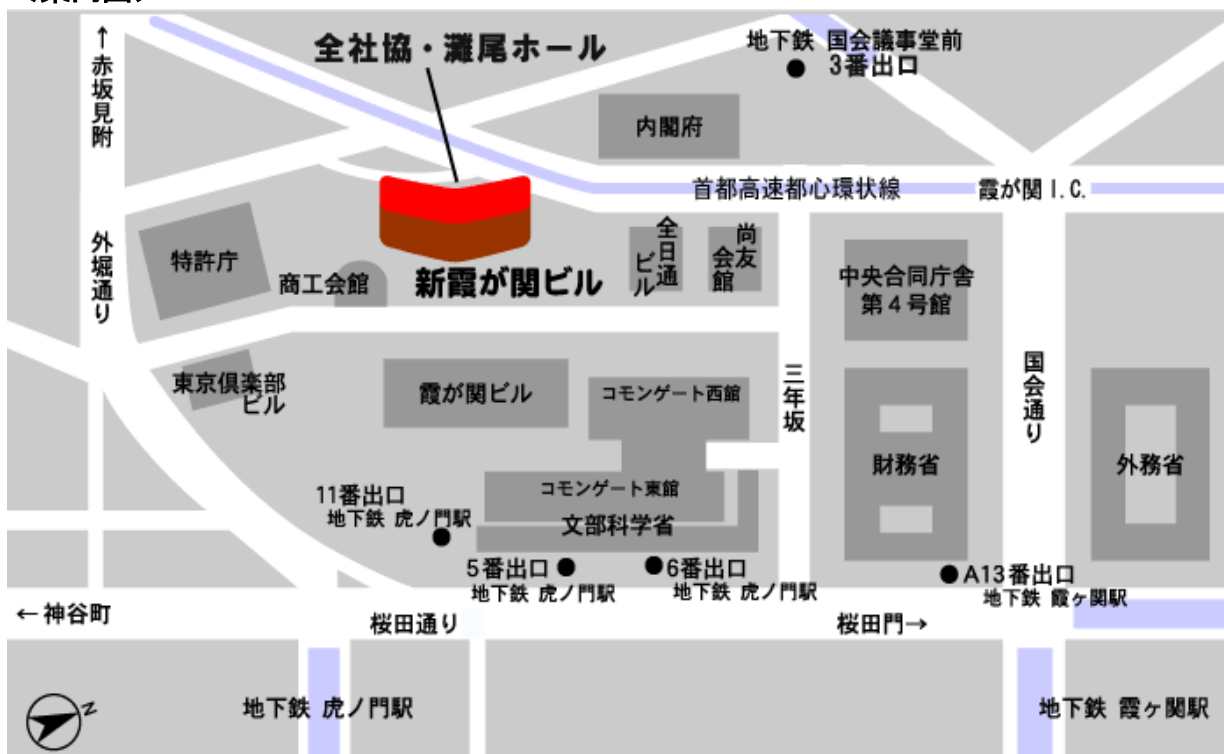 全社協・灘尾ホール
地下鉄 国会議事堂前
3番出口
↑赤坂見附
内閣府
首都高速都心環状線
霞が関 I.C.
外堀通り
特許庁
商工会館
新霞が関ビル
全日通
ビル
尚友
会館
中央合同庁舎
第4号館
東京倶楽部
ビル
霞が関ビル
コモンゲート西館
三年坂
国会通り
財務省
外務省
コモンゲート東館
文部科学省
11番出口
地下鉄 虎ノ門駅
5番出口
地下鉄 虎ノ門駅
6番出口
地下鉄 虎ノ門駅
A13番出口
地下鉄 霞ヶ関駅
←神谷町
桜田通り
桜田門→
地下鉄 虎ノ門駅
地下鉄 霞ヶ関駅
N